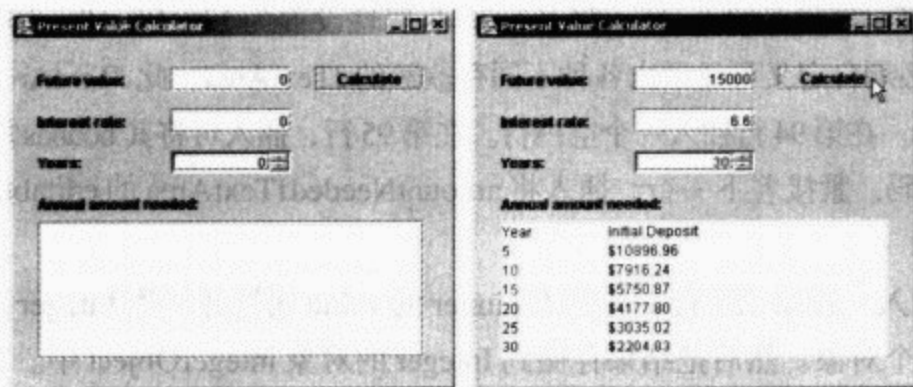 Present Value Calculator
Future value: 0 Calculate
Interest rate: 0
Years: 0
Annual amount needed:
Present Value Calculator
Future value: 15000 Calculate
Interest rate: 6.6
Years: 30
Annual amount needed:
Year Initial Deposit
5 $10896.96
10 $7916.24
15 $5750.87
20 $4177.80
25 $3035.02
30 $2204.83